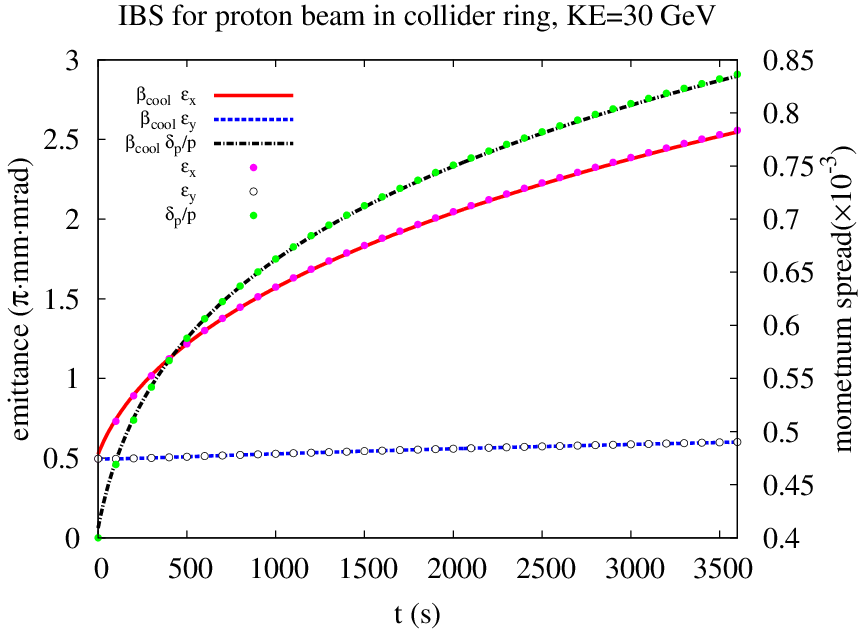 IBS for proton beam in collider ring, KE=30 GeV
emittance (π·mm·mrad)
3
2.5
2
1.5
1
0.5
0
β_cool ε_x
β_cool ε_y
β_cool δ_p/p
ε_x
ε_y
δ_p/p
0.85
0.8
0.75
0.7
0.65
0.6
0.55
0.5
0.45
0.4
mometnum spread(×10⁻³)
0 500 1000 1500 2000 2500 3000 3500
t (s)